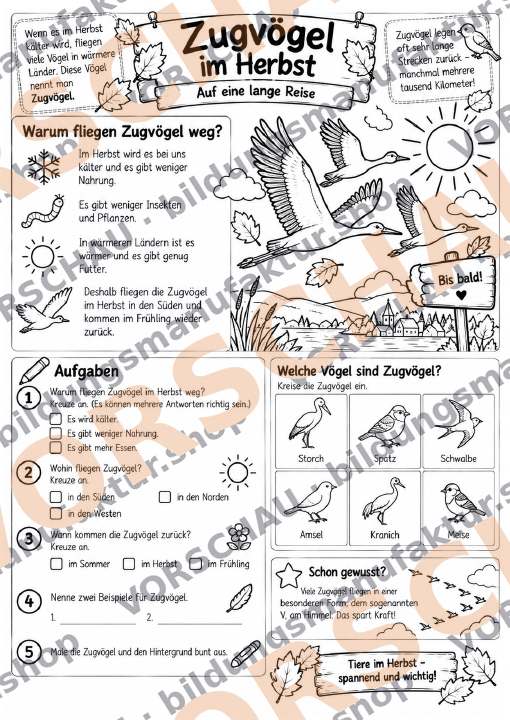 Wenn es im Herbst
kälter wird, fliegen
viele Vögel in wärmere
Länder. Diese Vögel
nennt man
Zugvögel.
Zugvögel
im Herbst
Auf eine lange Reise
Zugvögel legen
oft sehr lange
Strecken zurück -
manchmal mehrere
tausend Kilometer!
Warum fliegen Zugvögel weg?
Im Herbst wird es bei uns
kälter und es gibt weniger
Nahrung.
Es gibt weniger Insekten
und Pflanzen.
In wärmeren Ländern ist es
wärmer und es gibt genug
Futter.
Deshalb fliegen die Zugvögel
im Herbst in den Süden und
kommen im Frühling wieder
zurück.
Bis bald!
Aufgaben
1 Warum fliegen Zugvögel im Herbst weg?
Kreuze an. (Es können mehrere Antworten richtig sein.)
Es wird kälter.
Es gibt weniger Nahrung.
Es gibt mehr Essen.
2 Wohin fliegen Zugvögel?
Kreuze an.
in den Süden in den Norden
in den Westen
3 Wann kommen die Zugvögel zurück?
Kreuze an.
im Sommer im Herbst im Frühling
4 Nenne zwei Beispiele für Zugvögel.
1. 2.
5 Male die Zugvögel und den Hintergrund bunt aus.
Welche Vögel sind Zugvögel?
Kreise die Zugvögel ein.
Storch Spatz Schwalbe
Amsel Kranich Meise
Schon gewusst?
Viele Zugvögel fliegen in einer
besonderen Form, dem sogenannten
V, am Himmel. Das spart Kraft!
Tiere im Herbst -
spannend und wichtig!
VORSCHAU · bildungsmanufaktur.shop